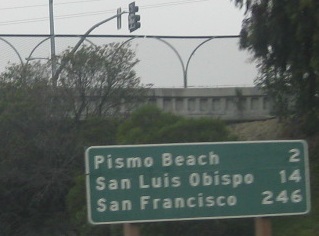 Pismo Beach 2
San Luis Obispo 14
San Francisco 246